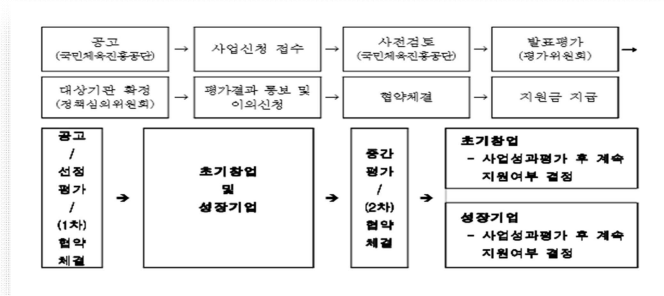 공고
(국민체육진흥공단)
→
사업신청 접수
→
사전검토
(국민체육진흥공단)
→
발표평가
(평가위원회)
→
대상기관 확정
(정책심의위원회)
→
평가결과 통보 및
이의신청
→
협약체결
→
지원금 지급
공고
/
선정
평가
/
(1차)
협약
체결
➔
초기창업
및
성장기업
➔
중간
평가
/
(2차)
협약
체결
➔
초기창업
- 사업성과평가 후 계속
지원여부 결정
성장기업
- 사업성과평가 후 계속
지원여부 결정